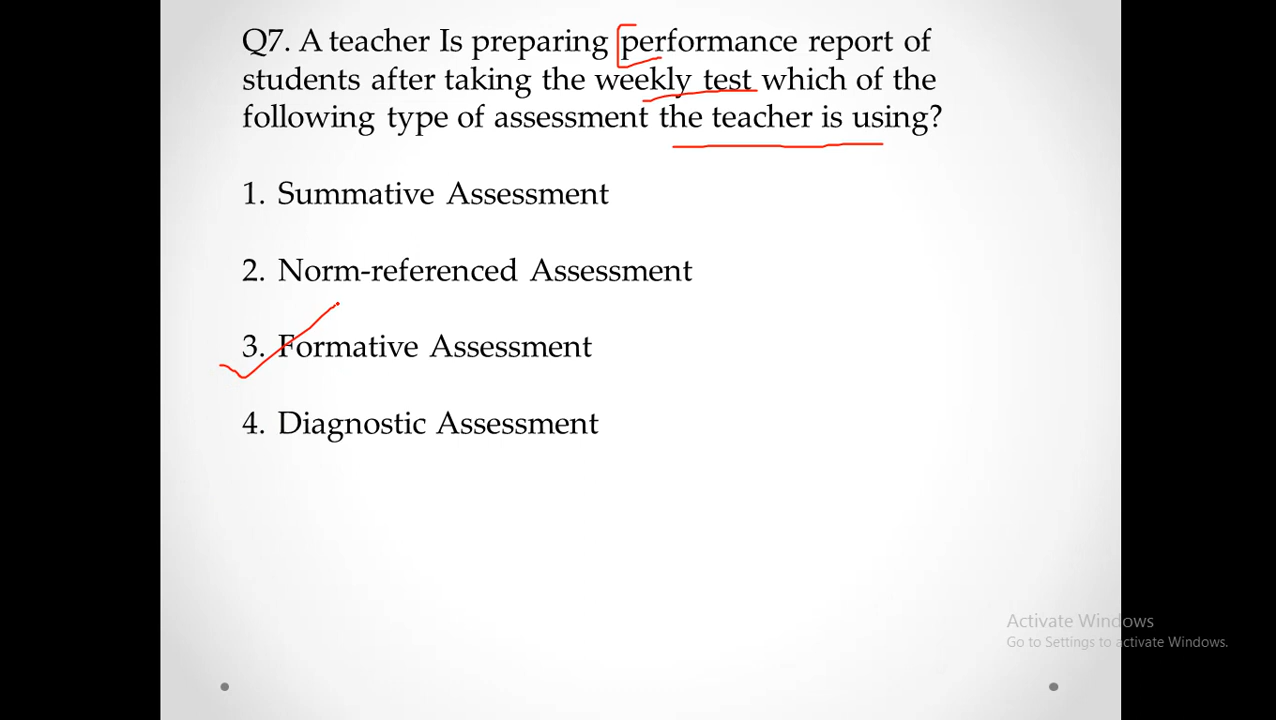 Q7. A teacher Is preparing performance report of
students after taking the weekly test which of the
following type of assessment the teacher is using?
1. Summative Assessment
2. Norm-referenced Assessment
3. Formative Assessment
4. Diagnostic Assessment
Activate Windows
Go to Settings to activate Windows.